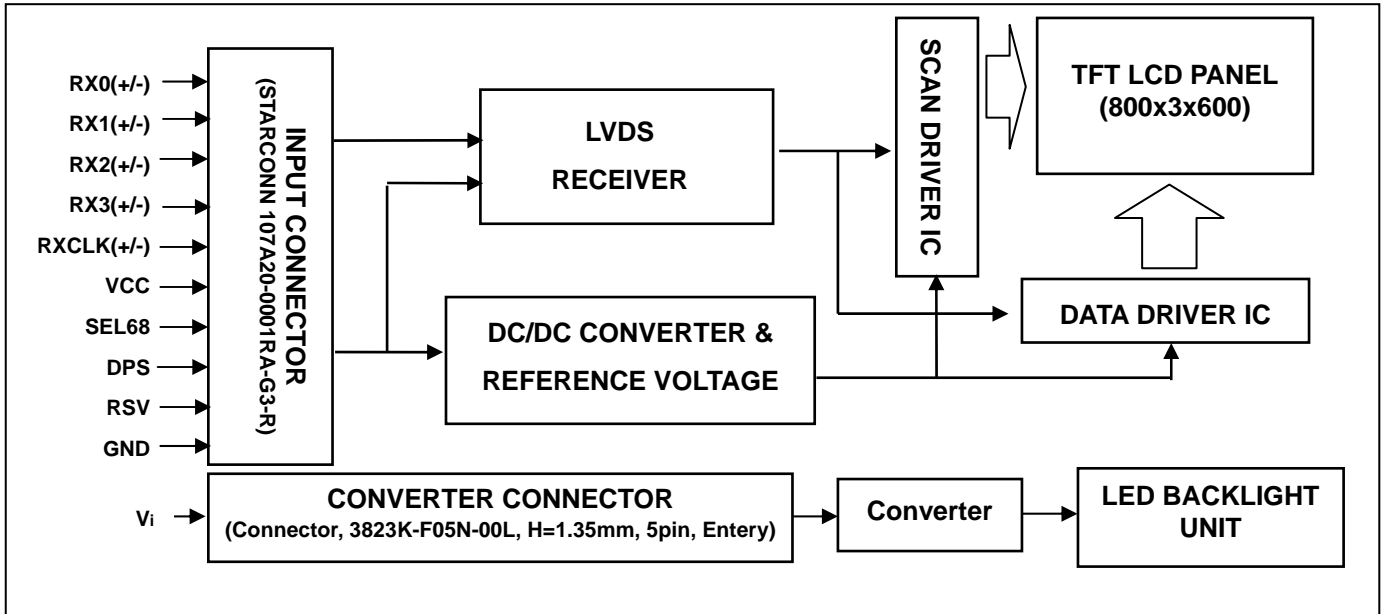 RX0(+/-)
RX1(+/-)
RX2(+/-)
RX3(+/-)
RXCLK(+/-)
VCC
SEL68
DPS
RSV
GND
INPUT CONNECTOR
(STARCONN 107A20-0001RA-G3-R)
LVDS
RECEIVER
DC/DC CONVERTER &
REFERENCE VOLTAGE
SCAN DRIVER IC
TFT LCD PANEL
(800x3x600)
DATA DRIVER IC
Vi
CONVERTER CONNECTOR
(Connector, 3823K-F05N-00L, H=1.35mm, 5pin, Entery)
Converter
LED BACKLIGHT
UNIT